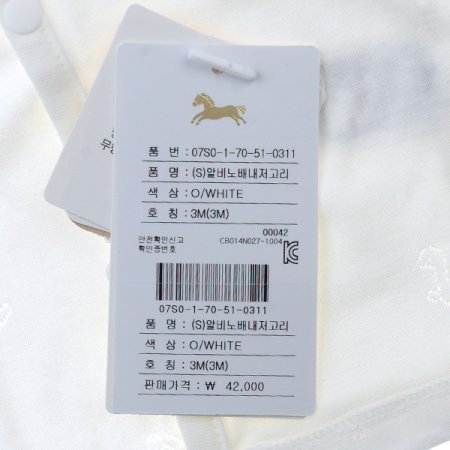 품 번 : 07S0-1-70-51-0311
품 명 : (S)알비노배내저고리
색 상 : O/WHITE
호 칭 : 3M(3M)
00042
안전확인신고 확인증번호 CB014N027-1004
07S0-1-70-51-0311
품 명 : (S)알비노배내저고리
색 상 : O/WHITE
호 칭 : 3M(3M)
판매가격 : ₩ 42,000